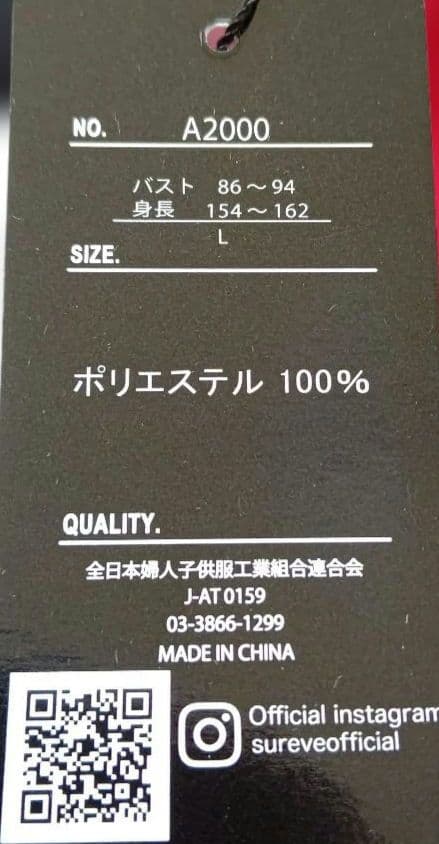 NO. A2000
バスト 86～94
身長 154～162
L
SIZE.
ポリエステル 100%
QUALITY.
全日本婦人子供服工業組合連合会
J-AT 0159
03-3866-1299
MADE IN CHINA
Official instagram
sureveofficial